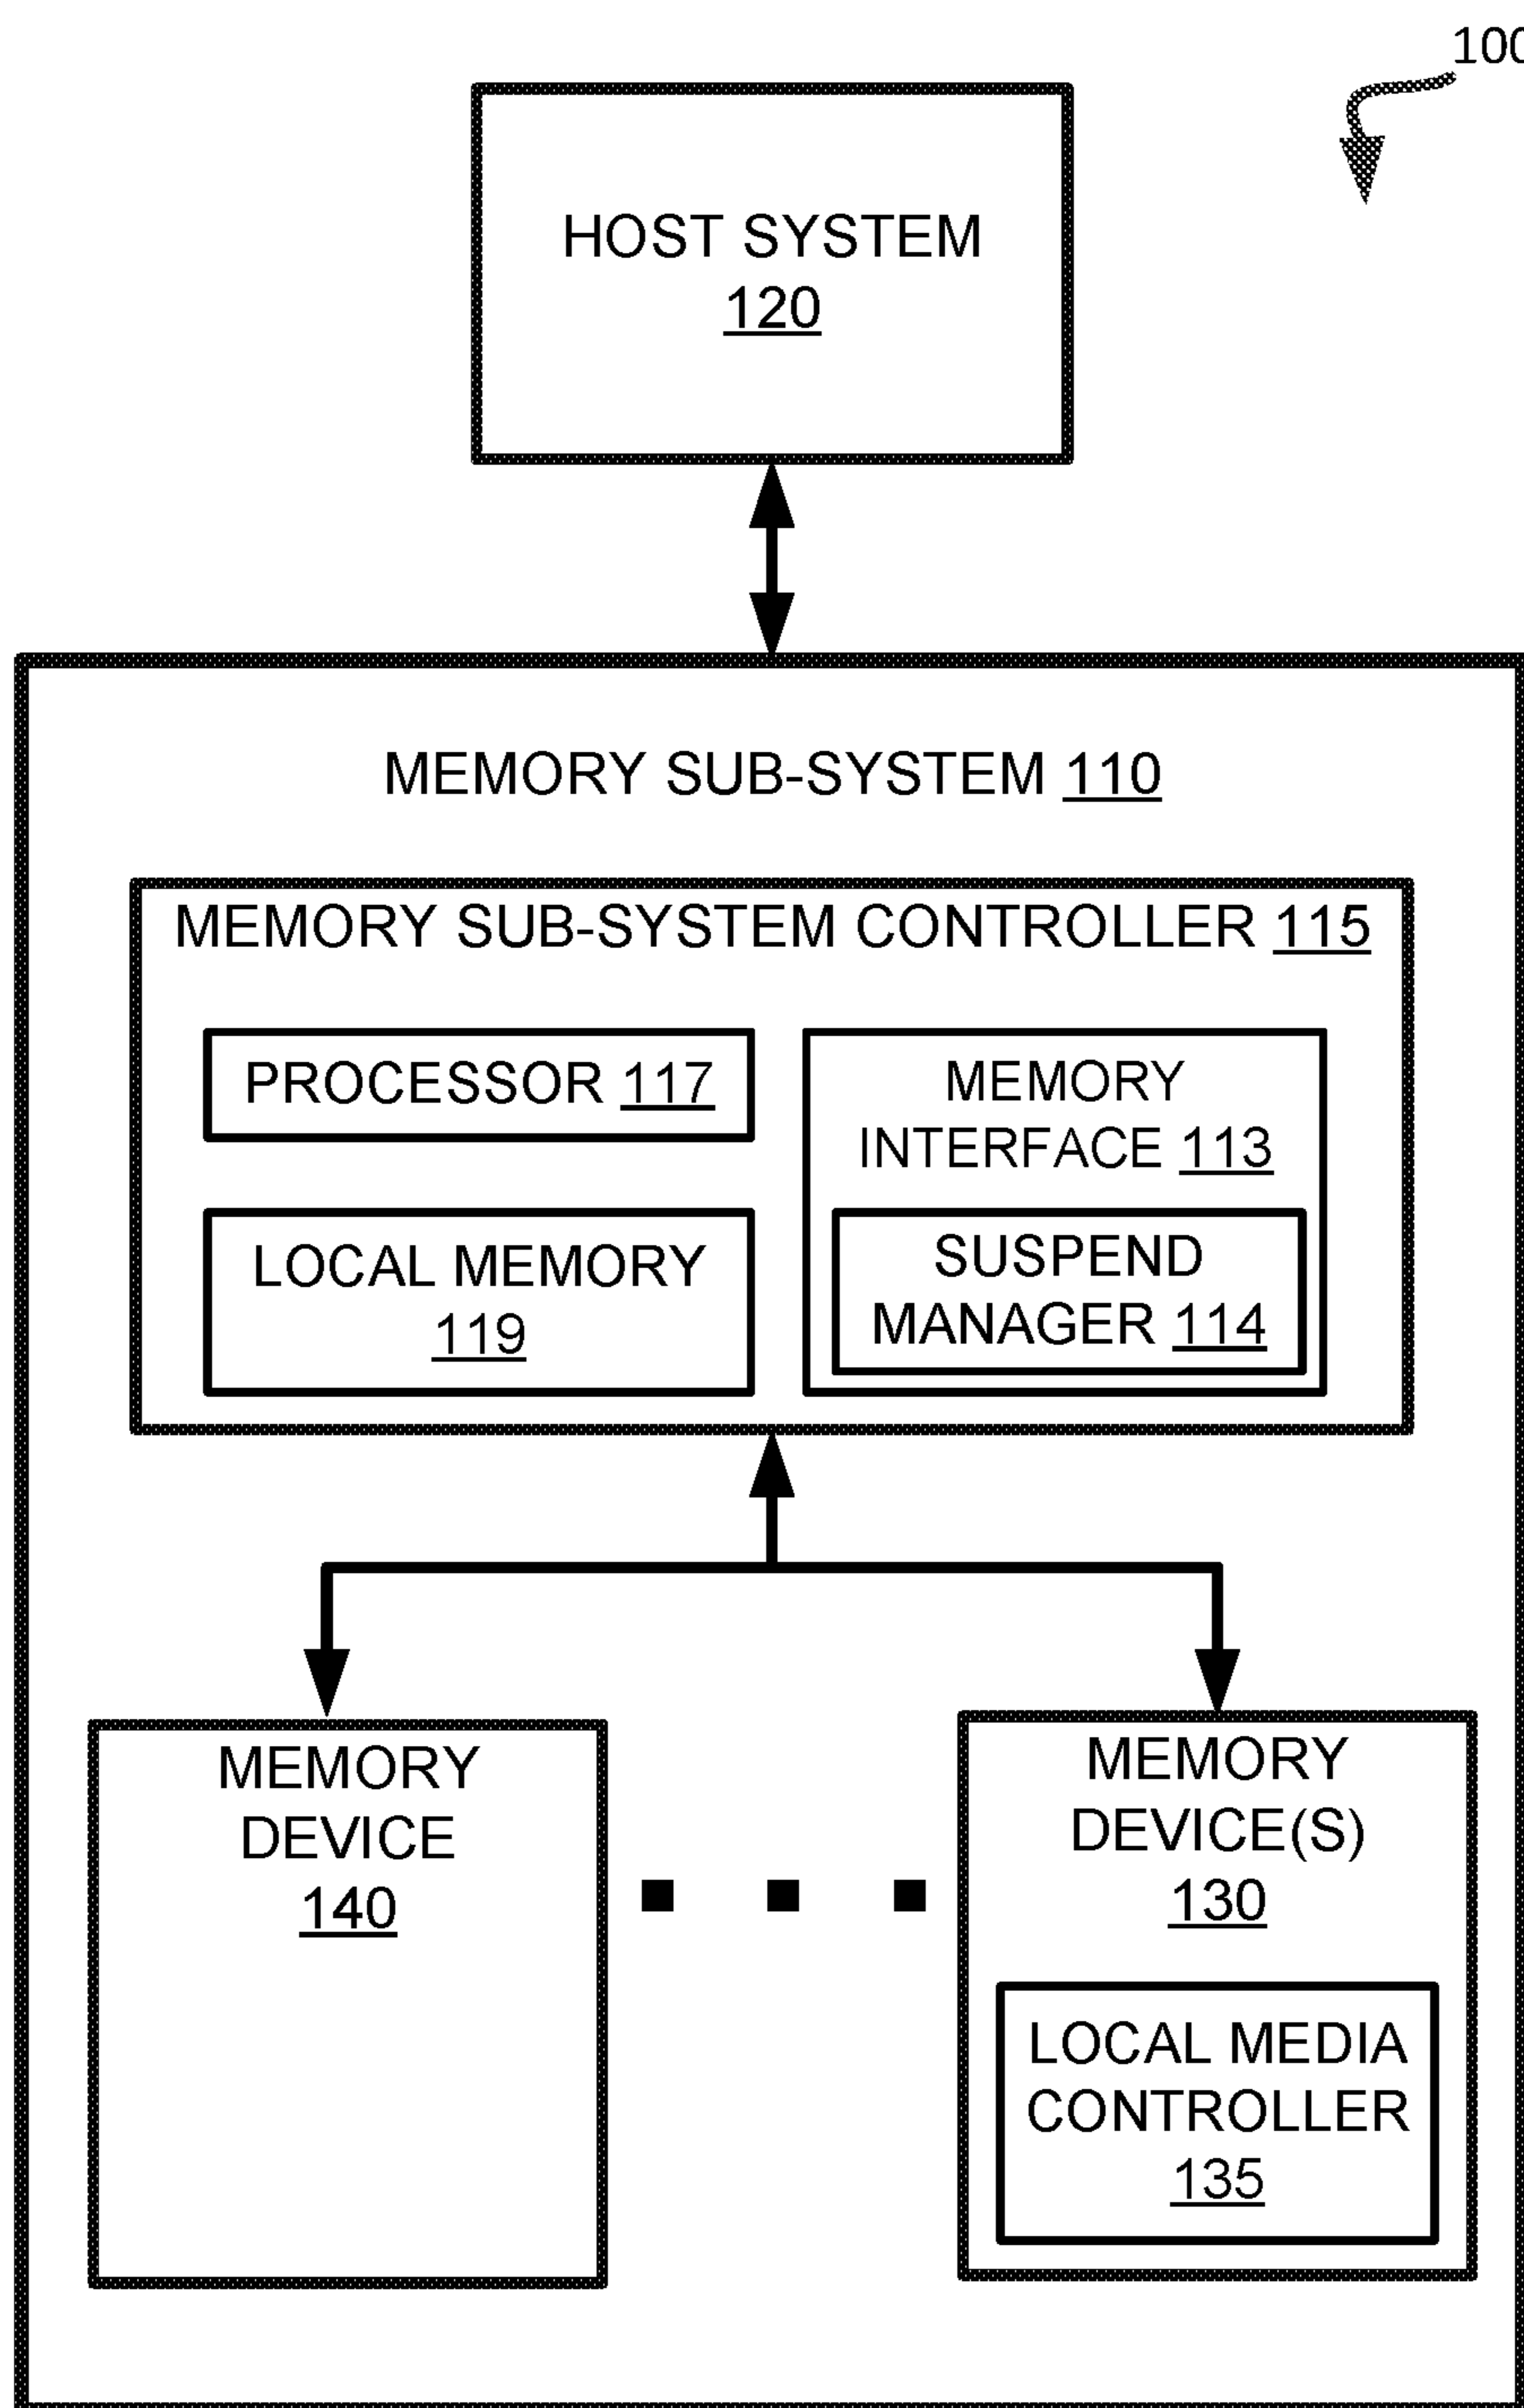 100
HOST SYSTEM
120
MEMORY SUB-SYSTEM 110
MEMORY SUB-SYSTEM CONTROLLER 115
PROCESSOR 117
MEMORY
INTERFACE 113
LOCAL MEMORY
119
SUSPEND
MANAGER 114
MEMORY
DEVICE
140
MEMORY
DEVICE(S)
130
LOCAL MEDIA
CONTROLLER
135